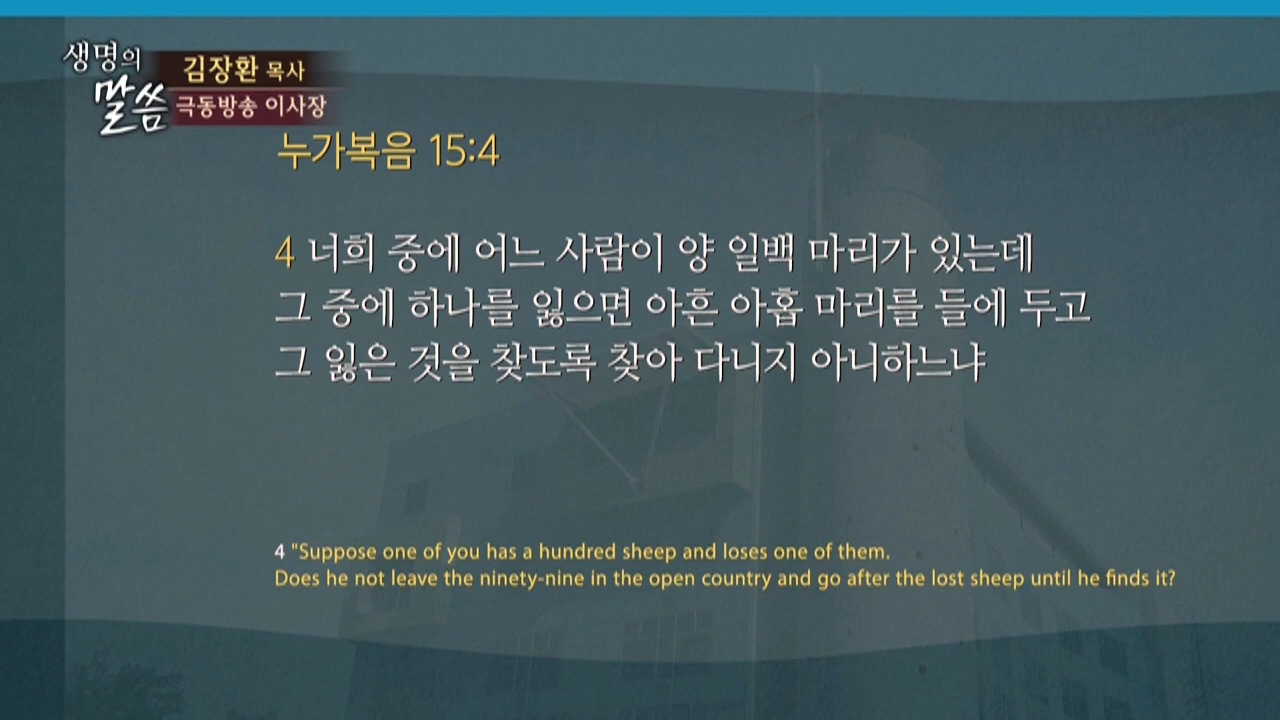 생명의
말씀
김장환 목사
극동방송 이사장
누가복음 15:4
4 너희 중에 어느 사람이 양 일백 마리가 있는데
그 중에 하나를 잃으면 아흔 아홉 마리를 들에 두고
그 잃은 것을 찾도록 찾아 다니지 아니하느냐
4 "Suppose one of you has a hundred sheep and loses one of them.
Does he not leave the ninety-nine in the open country and go after the lost sheep until he finds it?